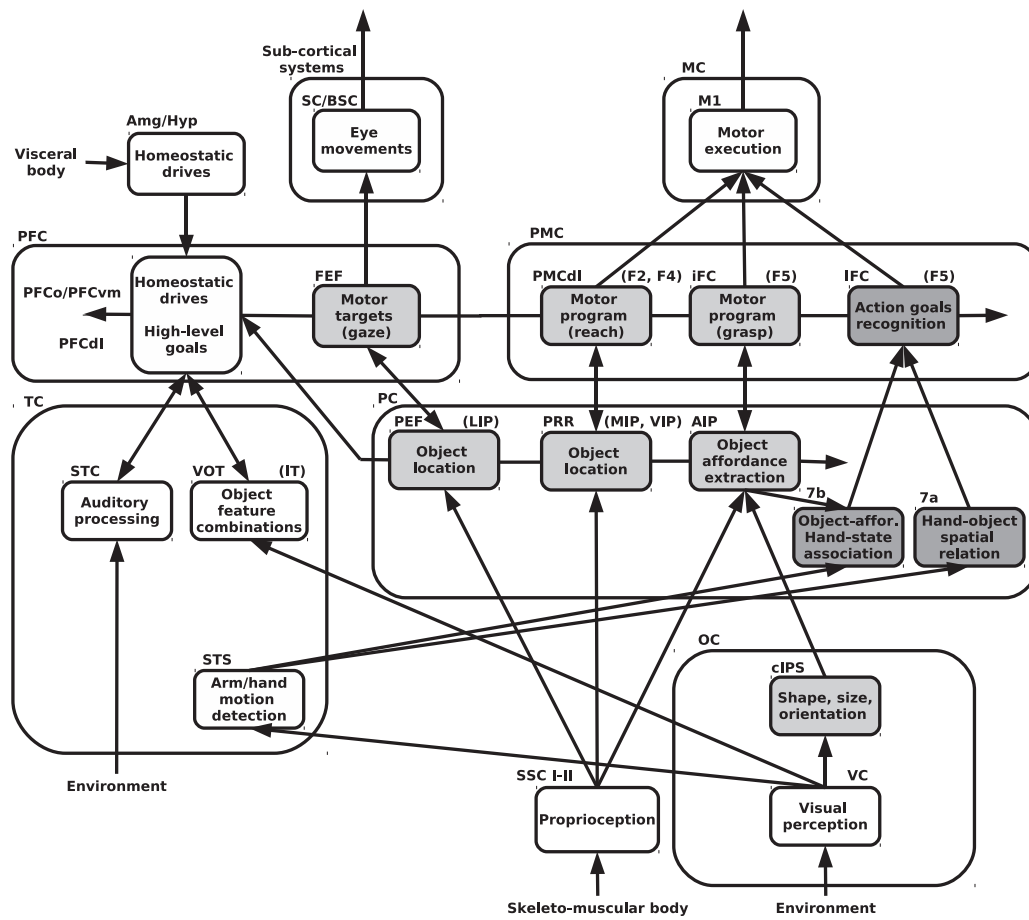 Sub-cortical
systems
SC/BSC
Eye
movements
MC
M1
Motor
execution
Amg/Hyp
Visceral
body
Homeostatic
drives
PFC
PFCo/PFCvm
PFCdl
Homeostatic
drives
High-level
goals
FEF
Motor
targets
(gaze)
PMC
PMCdl (F2, F4)
Motor
program
(reach)
iFC (F5)
Motor
program
(grasp)
IFC (F5)
Action goals
recognition
TC
STC
Auditory
processing
VOT (IT)
Object
feature
combinations
STS
Arm/hand
motion
detection
PC
PEF (LIP)
Object
location
PRR (MIP, VIP)
Object
location
AIP
Object
affordance
extraction
7b
Object-affor.
Hand-state
association
7a
Hand-object
spatial
relation
OC
cIPS
Shape, size,
orientation
VC
Visual
perception
SSC I-II
Proprioception
Environment
Skeleto-muscular body
Environment